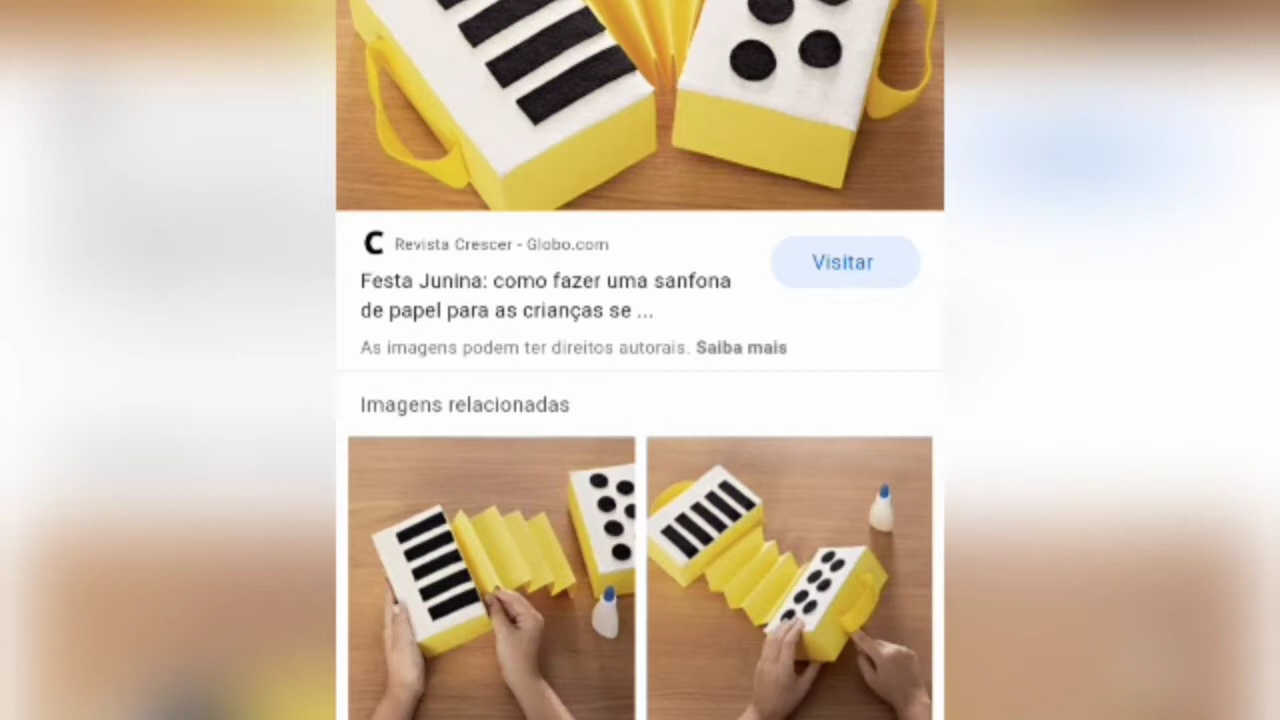 C Revista Crescer - Globo.com
Visitar
Festa Junina: como fazer uma sanfona
de papel para as crianças se ...
As imagens podem ter direitos autorais. Saiba mais
Imagens relacionadas